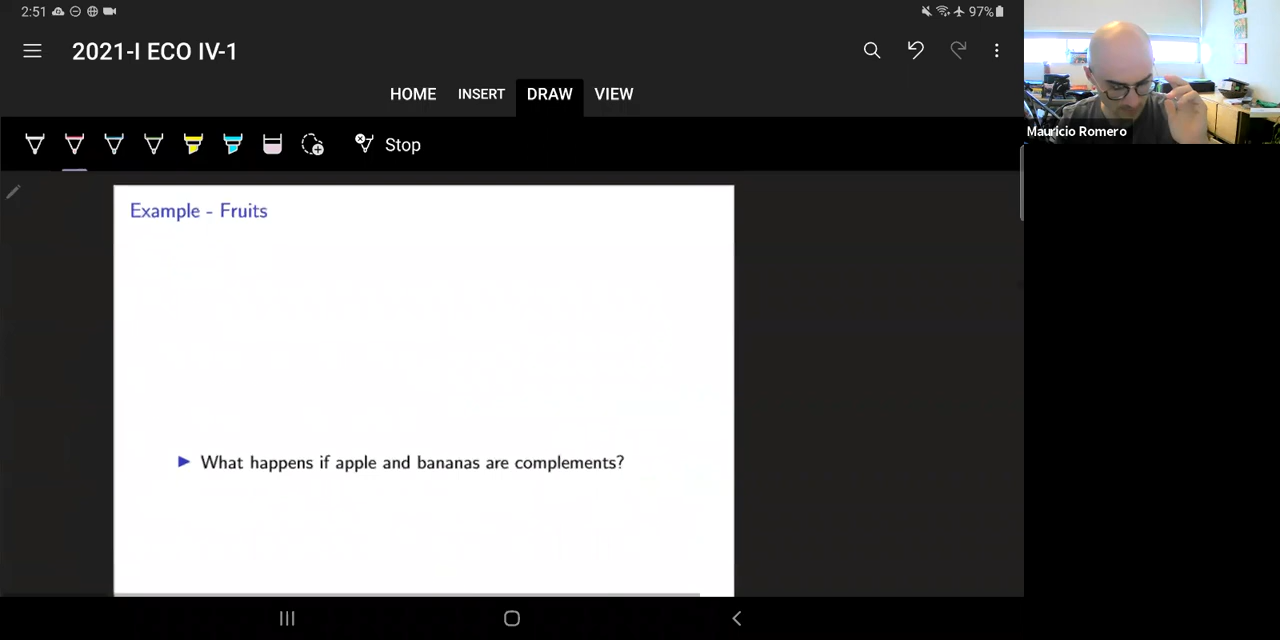 2:51
97%
2021-I ECO IV-1
HOME INSERT DRAW VIEW
Stop
Mauricio Romero
Example - Fruits
What happens if apple and bananas are complements?